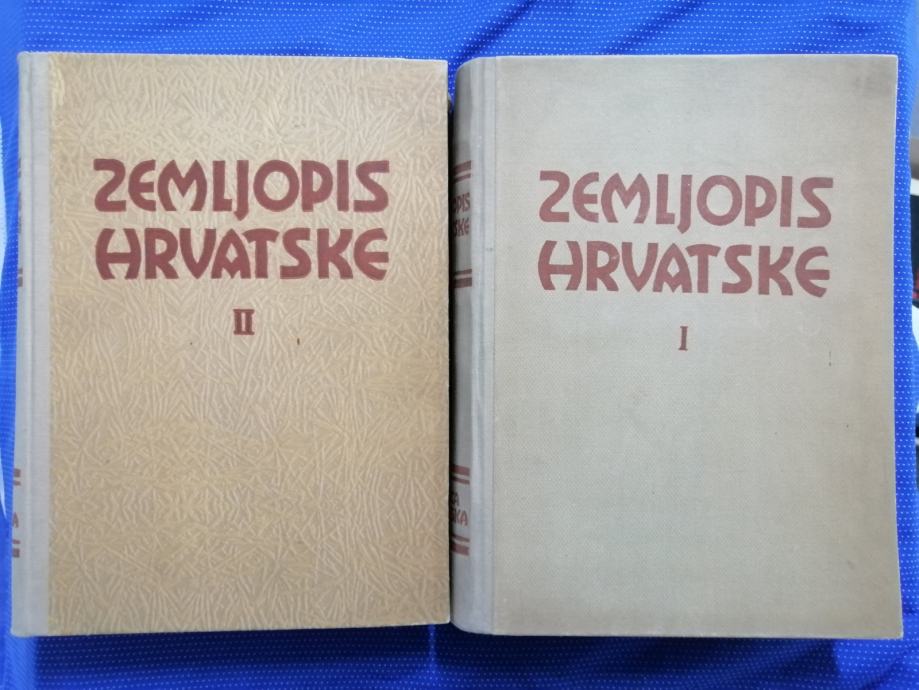 ZEMLJOPIS
HRVATSKE
II
ZEMLJOPIS
HRVATSKE
I